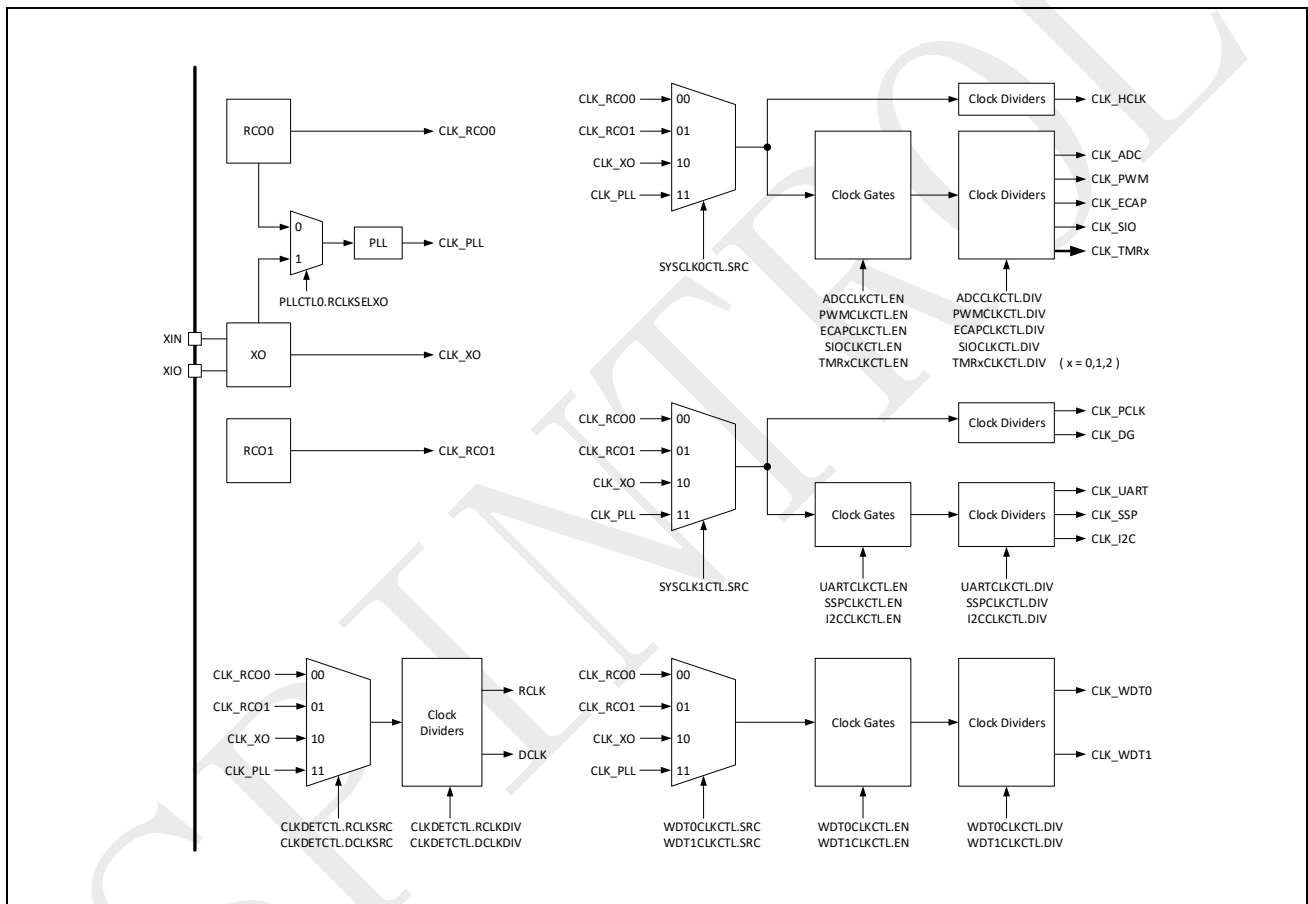 RCO0
CLK_RCO0
0
1
PLL
CLK_PLL
PLLCTL0.RCLKSELXO
XIN
XIO
XO
CLK_XO
RCO1
CLK_RCO1
CLK_RCO0
00
CLK_RCO1
01
CLK_XO
10
CLK_PLL
11
SYSCLK0CTL.SRC
Clock Dividers
CLK_HCLK
Clock Gates
Clock Dividers
CLK_ADC
CLK_PWM
CLK_ECAP
CLK_SIO
CLK_TMRx
ADCCLKCTL.EN
PWMCLKCTL.EN
ECAPCLKCTL.EN
SIOCLKCTL.EN
TMRxCLKCTL.EN
ADCCLKCTL.DIV
PWMCLKCTL.DIV
ECAPCLKCTL.DIV
SIOCLKCTL.DIV
TMRxCLKCTL.DIV ( x = 0,1,2 )
CLK_RCO0
00
CLK_RCO1
01
CLK_XO
10
CLK_PLL
11
SYSCLK1CTL.SRC
Clock Dividers
CLK_PCLK
CLK_DG
Clock Gates
Clock Dividers
CLK_UART
CLK_SSP
CLK_I2C
UARTCLKCTL.EN
SSPCLKCTL.EN
I2CCLKCTL.EN
UARTCLKCTL.DIV
SSPCLKCTL.DIV
I2CCLKCTL.DIV
CLK_RCO0
00
CLK_RCO1
01
CLK_XO
10
CLK_PLL
11
Clock
Dividers
RCLK
DCLK
CLKDETCTL.RCLKSRC
CLKDETCTL.DCLKSRC
CLKDETCTL.RCLKDIV
CLKDETCTL.DCLKDIV
CLK_RCO0
00
CLK_RCO1
01
CLK_XO
10
CLK_PLL
11
Clock Gates
Clock Dividers
CLK_WDT0
CLK_WDT1
WDT0CLKCTL.SRC
WDT1CLKCTL.SRC
WDT0CLKCTL.EN
WDT1CLKCTL.EN
WDT0CLKCTL.DIV
WDT1CLKCTL.DIV
SPINTROL